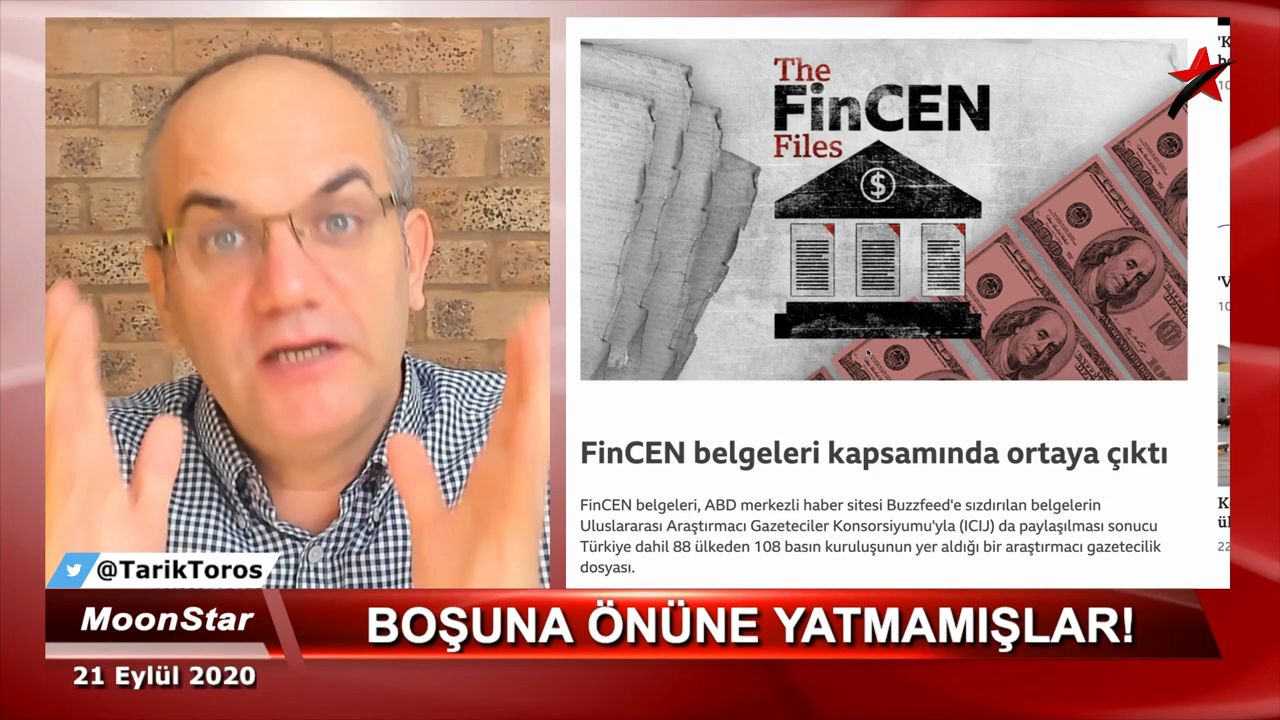 The
FinCEN
Files
$
FinCEN belgeleri kapsamında ortaya çıktı
FinCEN belgeleri, ABD merkezli haber sitesi Buzzfeed'e sızdırılan belgelerin
Uluslararası Araştırmacı Gazeteciler Konsorsiyumu'yla (ICIJ) da paylaşılması sonucu
Türkiye dahil 88 ülkeden 108 basın kuruluşunun yer aldığı bir araştırmacı gazetecilik
dosyası.
@TarikToros
MoonStar
BOŞUNA ÖNÜNE YATMAMIŞLAR!
21 Eylül 2020